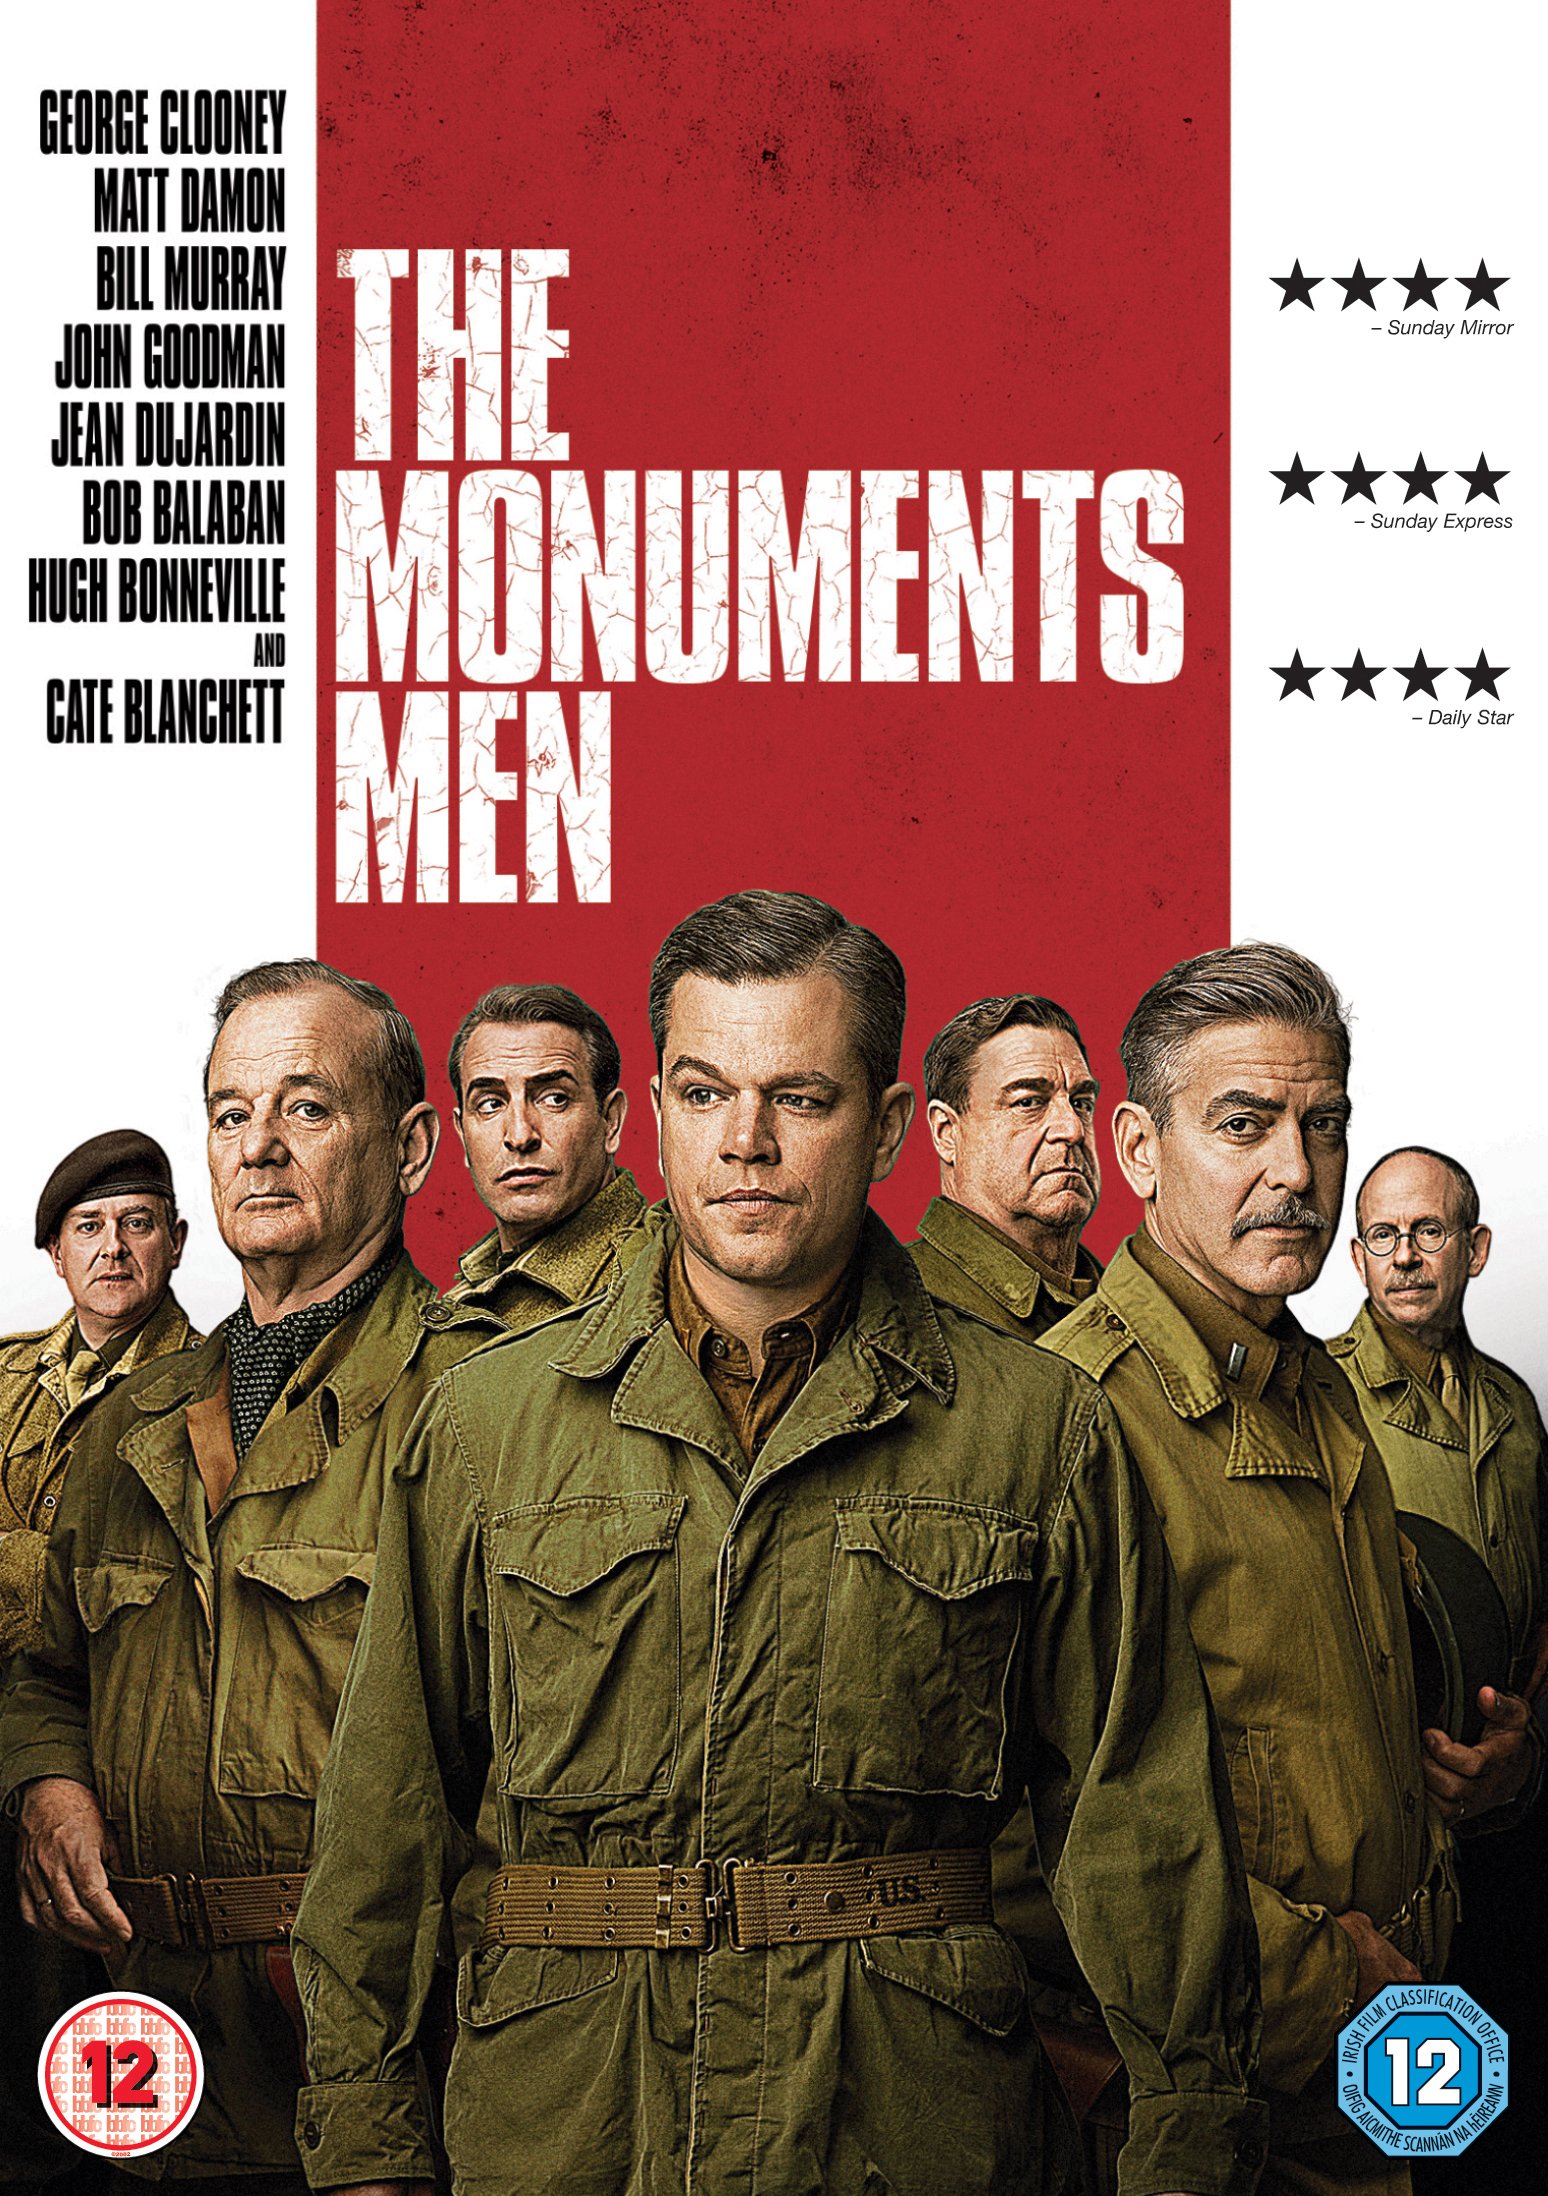 GEORGE CLOONEY
MATT DAMON
BILL MURRAY
JOHN GOODMAN
JEAN DUJARDIN
BOB BALABAN
HUGH BONNEVILLE
AND
CATE BLANCHETT
THE
MONUMENTS
MEN
– Sunday Mirror
– Sunday Express
– Daily Star
U.S.
12
IRISH FILM CLASSIFICATION OFFICE
12
OIFIG AICMITHE SCANNÁN NA hÉIREANN